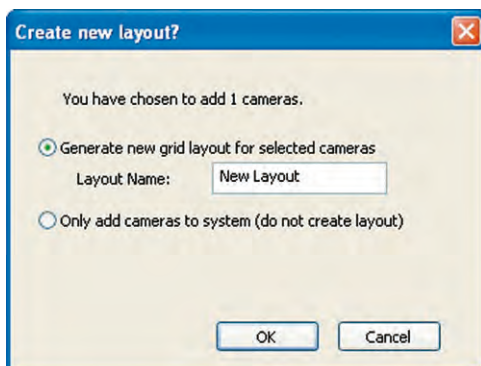 Create new layout?
You have chosen to add 1 cameras.
Generate new grid layout for selected cameras
Layout Name: New Layout
Only add cameras to system (do not create layout)
OK Cancel